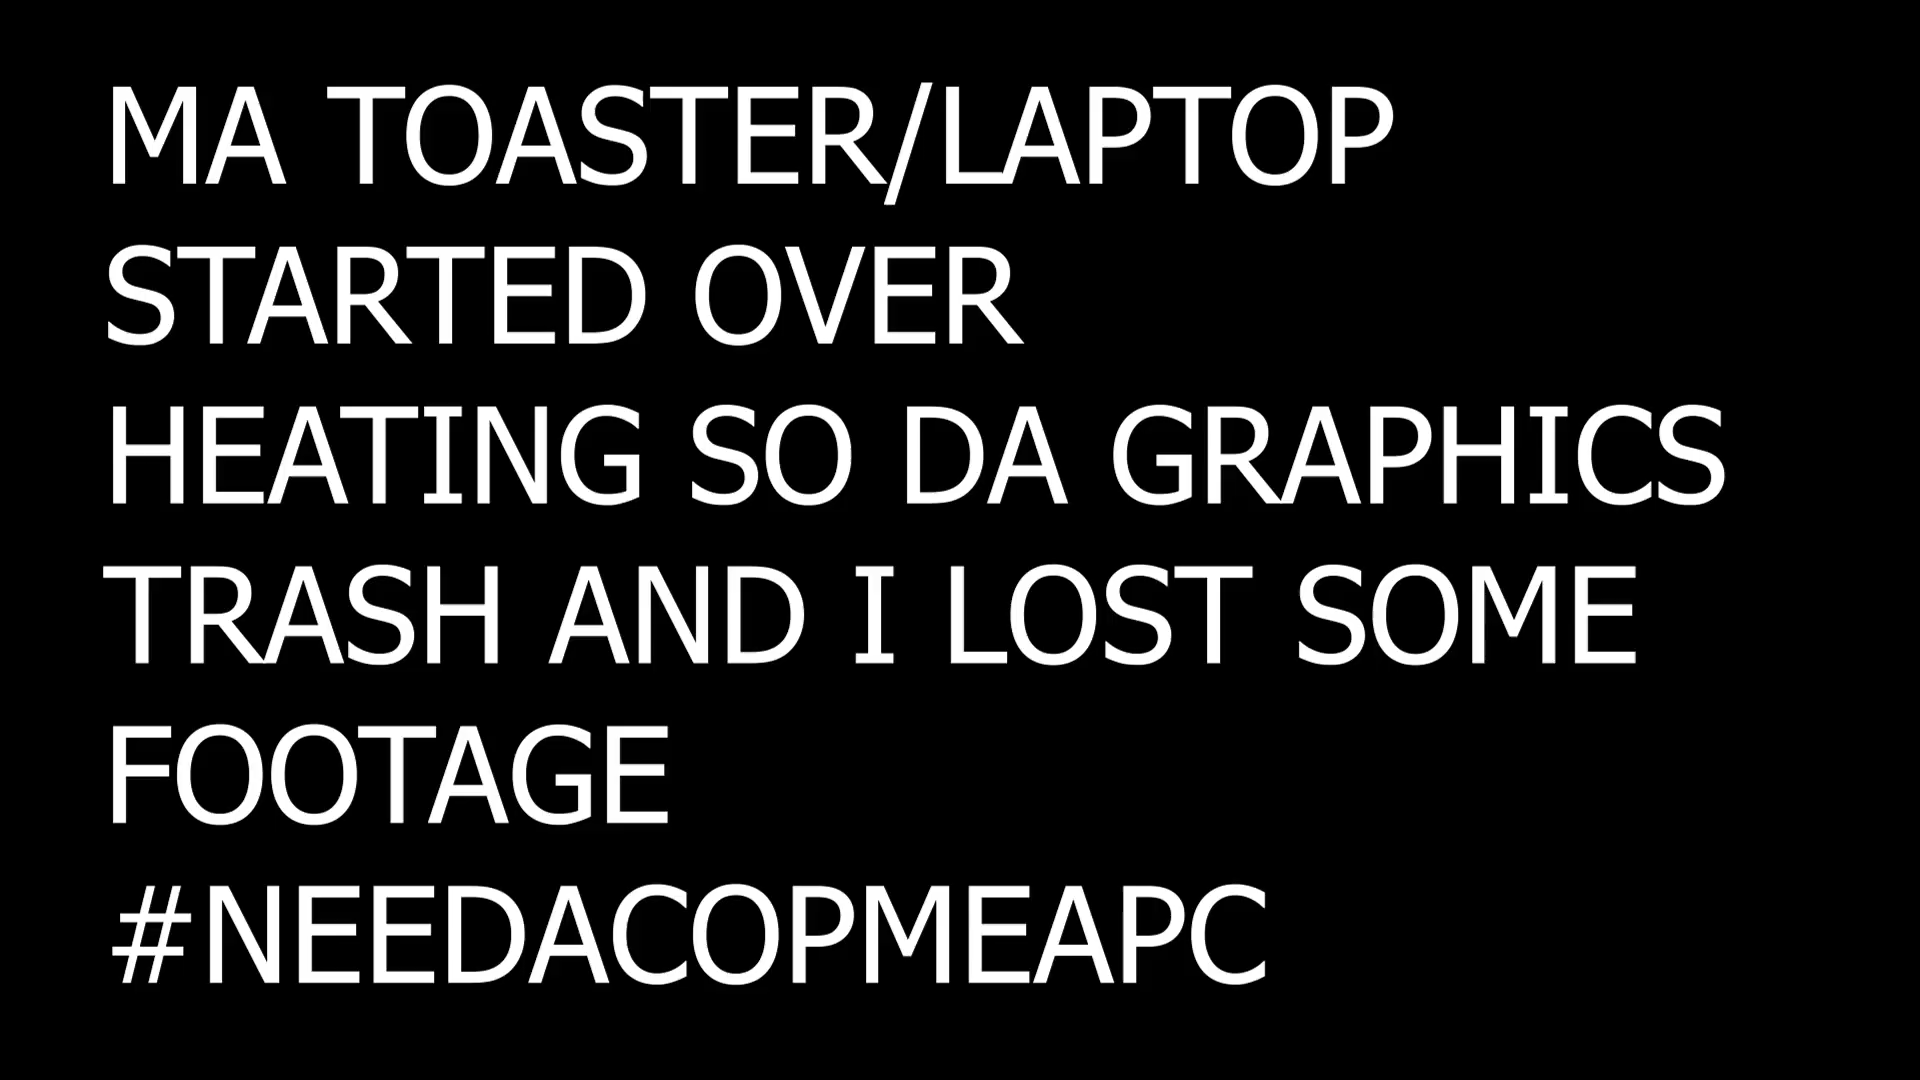 MA TOASTER/LAPTOP
STARTED OVER
HEATING SO DA GRAPHICS
TRASH AND I LOST SOME
FOOTAGE
#NEEDACOPMEAPC